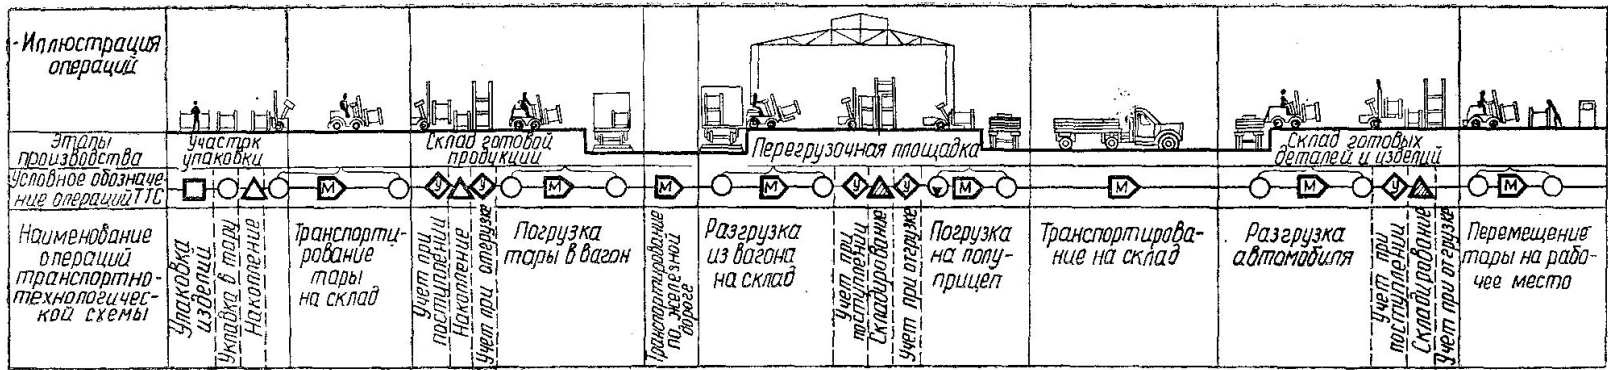 Иллюстрация
операций
Этапы
производства
Участок
упаковки
Склад готовой
продукции
Перегрузочная площадка
Склад готовых
деталей и изделий
Условное обозначе-
ние операций ТТС
М
У
У
М
М
М
У
У
М
М
М
У
М
Наименование
операций
транспортно-
технологичес-
кой схемы
Упаковка
изделий
Укладка в тару
Накопление
Транспорти-
рование
тары
на склад
Учет при
поступлении
Накопление
Учет при отгрузке
Погрузка
тары в вагон
Транспортирование
по железной
дороге
Разгрузка
из вагона
на склад
Учет при
поступлении
Складирование
Учет при отгрузке
Погрузка
на полу-
прицеп
Транспортирова-
ние на склад
Разгрузка
автомобиля
Учет при
поступлении
Складирование
Учет при отгрузке
Перемещение
тары на рабо-
чее место